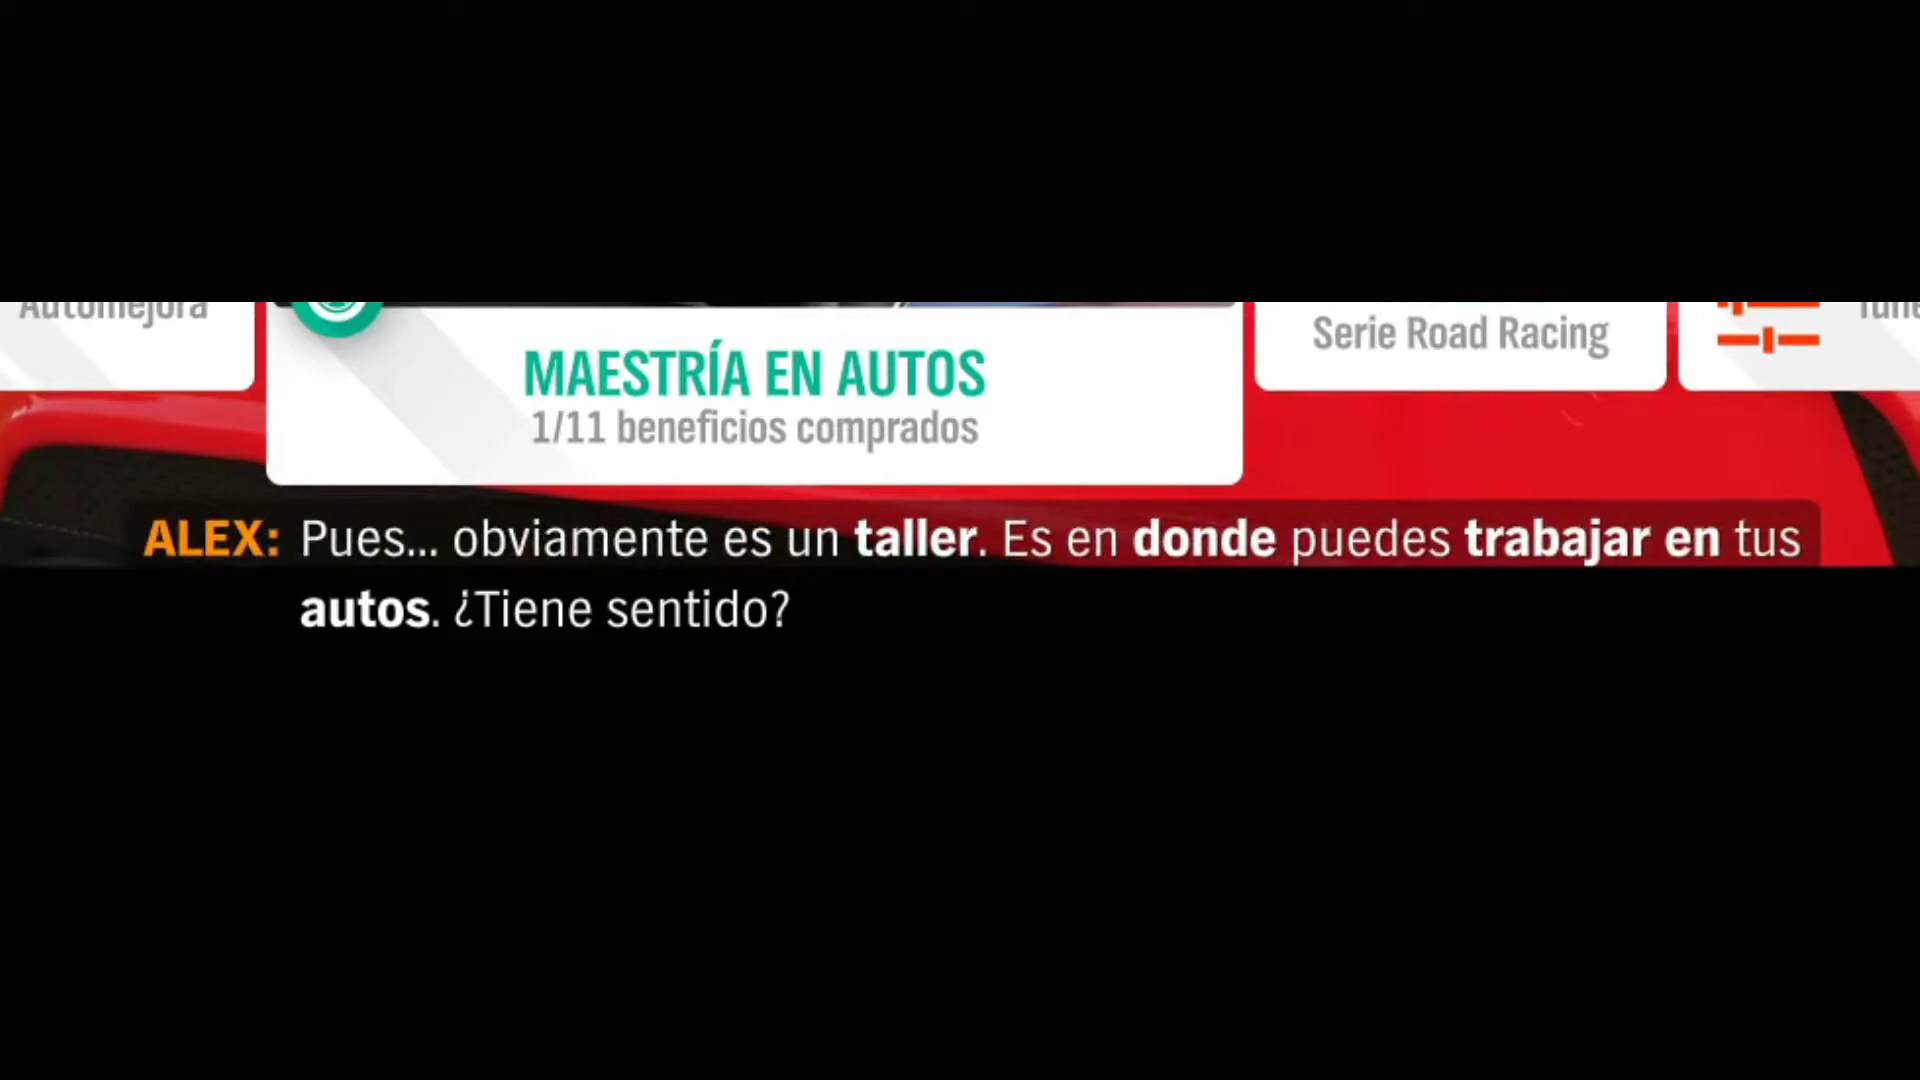 Automejora
MAESTRÍA EN AUTOS
1/11 beneficios comprados
Serie Road Racing
ALEX: Pues... obviamente es un taller. Es en donde puedes trabajar en tus
autos. ¿Tiene sentido?